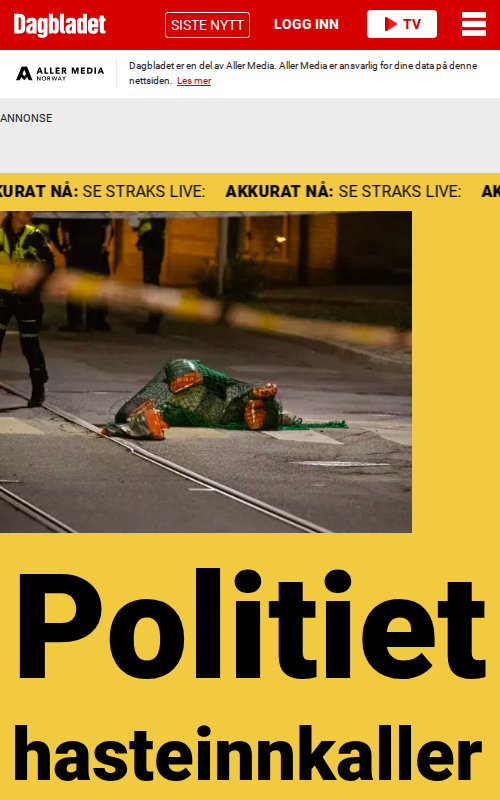 Dagbladet
SISTE NYTT
LOGG INN
TV
ALLER MEDIA
NORWAY
Dagbladet er en del av Aller Media. Aller Media er ansvarlig for dine data på denne
nettsiden. Les mer
ANNONSE
KURAT NÅ: SE STRAKS LIVE: AKKURAT NÅ: SE STRAKS LIVE: AK
Politiet
hasteinnkaller